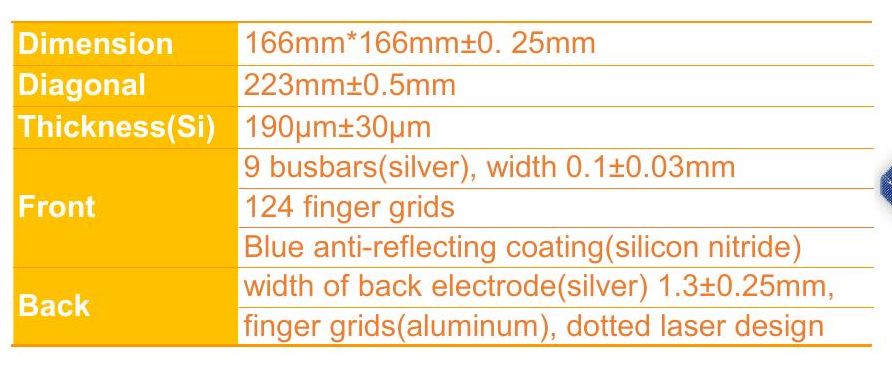 Dimension 166mm*166mm±0. 25mm
Diagonal 223mm±0.5mm
Thickness(Si) 190μm±30μm
Front
9 busbars(silver), width 0.1±0.03mm
124 finger grids
Blue anti-reflecting coating(silicon nitride)
Back
width of back electrode(silver) 1.3±0.25mm,
finger grids(aluminum), dotted laser design